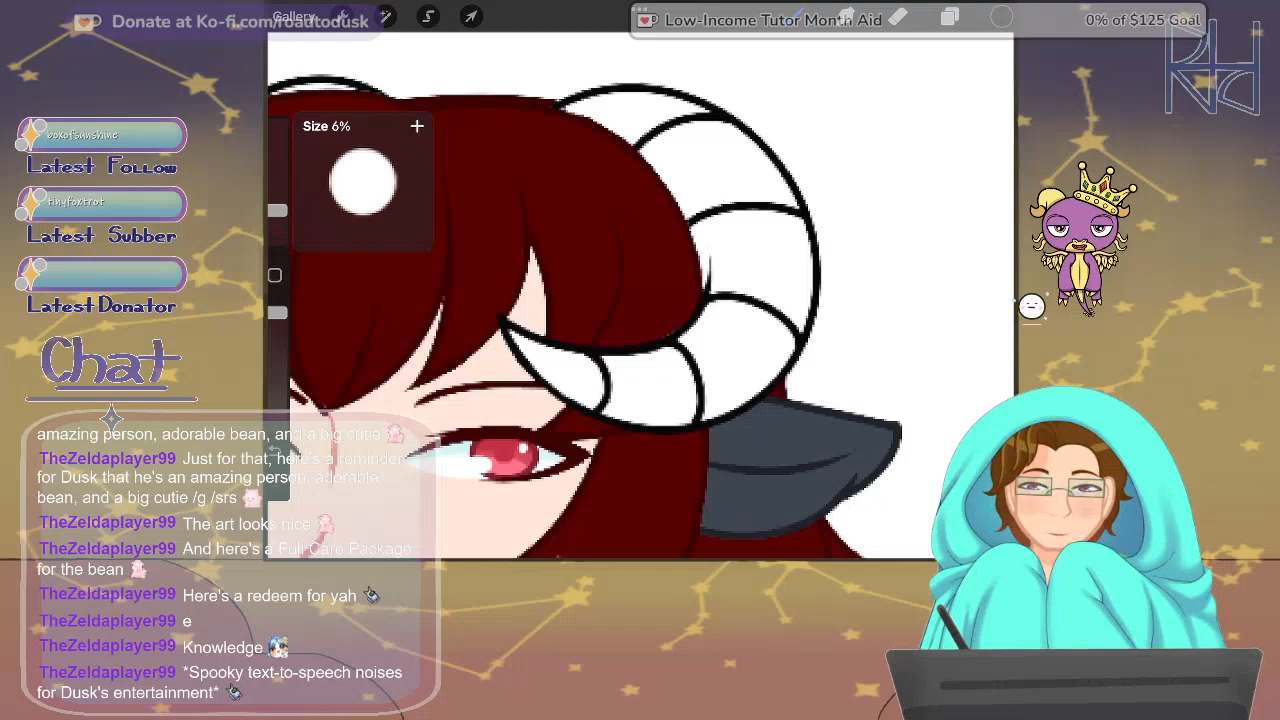 Donate at Ko-fi.com/roadtodusk
Gallery
Low-Income Tutor Month Aid
0% of $125 Goal
Size 6%
boxofsunshine
Latest Follow
tinyfoxtrot
Latest Subber
Latest Donator
Chat
amazing person, adorable bean, and a big cutie
TheZeldaplayer99 Just for that, here's a reminder
for Dusk that he's an amazing person, adorable
bean, and a big cutie /g /srs
TheZeldaplayer99 The art looks nice
TheZeldaplayer99 And here's a Full Care Package
for the bean
TheZeldaplayer99 Here's a redeem for yah
TheZeldaplayer99 e
TheZeldaplayer99 Knowledge
TheZeldaplayer99 *Spooky text-to-speech noises
for Dusk's entertainment*